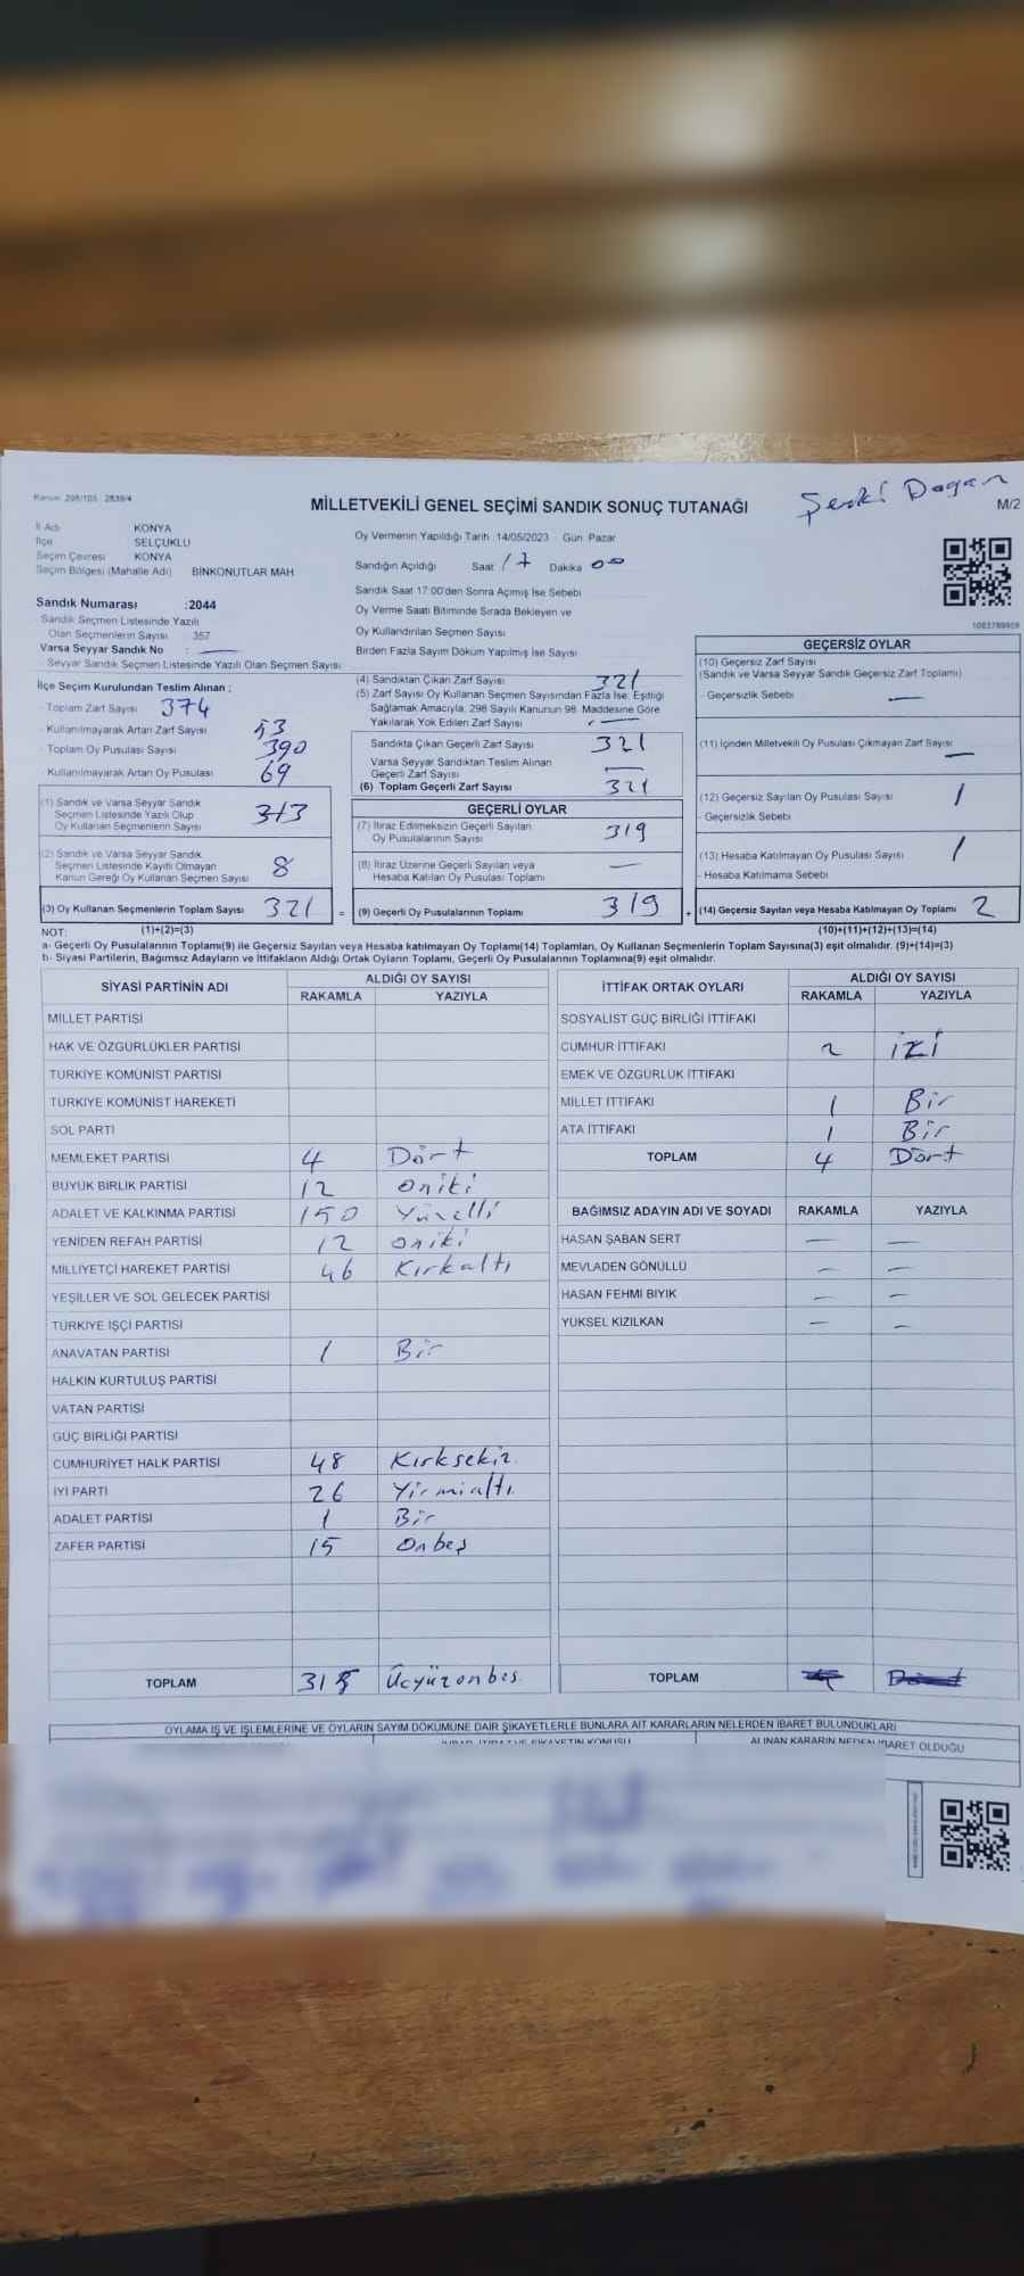 Kanun: 298/105 : 2839/4
Şevki Doğan
MİLLETVEKİLİ GENEL SEÇİMİ SANDIK SONUÇ TUTANAĞI
M/2
İl Adı KONYA
İlçe SELÇUKLU
Seçim Çevresi KONYA
Seçim Bölgesi (Mahalle Adı) BİNKONUTLAR MAH
Sandık Numarası :2044
Sandık Seçmen Listesinde Yazılı
Olan Seçmenlerin Sayısı 357
Varsa Seyyar Sandık No : —
Seyyar Sandık Seçmen Listesinde Yazılı Olan Seçmen Sayısı
Oy Vermenin Yapıldığı Tarih :14/05/2023 Gün: Pazar
Sandığın Açıldığı Saat 17 Dakika 00
Sandık Saat 17:00'den Sonra Açımış İse Sebebi
Oy Verme Saati Bitiminde Sırada Bekleyen ve
Oy Kullandırılan Seçmen Sayısı
Birden Fazla Sayım Döküm Yapılmış İse Sayısı
İlçe Seçim Kurulundan Teslim Alınan ;
- Toplam Zarf Sayısı 374
- Kullanılmayarak Artan Zarf Sayısı 53
- Toplam Oy Pusulası Sayısı 390
Kullanılmayarak Artan Oy Pusulası 69
(1) Sandık ve Varsa Seyyar Sandık
Seçmen Listesinde Yazılı Olup
Oy Kullanan Seçmenlerin Sayısı 313
(2) Sandık ve Varsa Seyyar Sandık
Seçmen Listesinde Kayıtlı Olmayan
Kanun Gereği Oy Kullanan Seçmen Sayısı 8
(3) Oy Kullanan Seçmenlerin Toplam Sayısı 321
(4) Sandıktan Çıkan Zarf Sayısı 321
(5) Zarf Sayısı Oy Kullanan Seçmen Sayısından Fazla İse, Eşitliği
Sağlamak Amacıyla, 298 Sayılı Kanunun 98. Maddesine Göre
Yakılarak Yok Edilen Zarf Sayısı —
Sandıkta Çıkan Geçerli Zarf Sayısı 321
Varsa Seyyar Sandıktan Teslim Alınan
Geçerli Zarf Sayısı —
(6) Toplam Geçerli Zarf Sayısı 321
GEÇERLİ OYLAR
(7) İtiraz Edilmeksizin Geçerli Sayılan
Oy Pusulalarının Sayısı 319
(8) İtiraz Üzerine Geçerli Sayılan veya
Hesaba Katılan Oy Pusulası Toplamı —
= (9) Geçerli Oy Pusulalarının Toplamı 319
GEÇERSİZ OYLAR
(10) Geçersiz Zarf Sayısı
(Sandık ve Varsa Seyyar Sandık Geçersiz Zarf Toplamı)
- Geçersizlik Sebebi —
(11) İçinden Milletvekili Oy Pusulası Çıkmayan Zarf Sayısı —
(12) Geçersiz Sayılan Oy Pusulası Sayısı 1
- Geçersizlik Sebebi
(13) Hesaba Katılmayan Oy Pusulası Sayısı 1
- Hesaba Katılmama Sebebi
+ (14) Geçersiz Sayılan veya Hesaba Katılmayan Oy Toplamı 2
NOT: (1)+(2)=(3) (10)+(11)+(12)+(13)=(14)
a- Geçerli Oy Pusulalarının Toplamı(9) ile Geçersiz Sayılan veya Hesaba katılmayan Oy Toplamı(14) Toplamları, Oy Kullanan Seçmenlerin Toplam Sayısına(3) eşit olmalıdır. (9)+(14)=(3)
b- Siyasi Partilerin, Bağımsız Adayların ve İttifakların Aldığı Ortak Oyların Toplamı, Geçerli Oy Pusulalarının Toplamına(9) eşit olmalıdır.
SİYASİ PARTİNİN ADI ALDIĞI OY SAYISI
RAKAMLA YAZIYLA
MİLLET PARTİSİ
HAK VE ÖZGÜRLÜKLER PARTİSİ
TÜRKİYE KOMÜNİST PARTİSİ
TÜRKİYE KOMÜNİST HAREKETİ
SOL PARTİ
MEMLEKET PARTİSİ 4 Dört
BÜYÜK BİRLİK PARTİSİ 12 oniki
ADALET VE KALKINMA PARTİSİ 150 Yüzelli
YENİDEN REFAH PARTİSİ 12 oniki
MİLLİYETÇİ HAREKET PARTİSİ 46 Kırkaltı
YEŞİLLER VE SOL GELECEK PARTİSİ
TÜRKİYE İŞÇİ PARTİSİ
ANAVATAN PARTİSİ 1 Bir
HALKIN KURTULUŞ PARTİSİ
VATAN PARTİSİ
GÜÇ BİRLİĞİ PARTİSİ
CUMHURİYET HALK PARTİSİ 48 Kırksekiz
İYİ PARTİ 26 Yirmialtı
ADALET PARTİSİ 1 Bir
ZAFER PARTİSİ 15 Onbeş
TOPLAM 315 Üçyüzonbeş
İTTİFAK ORTAK OYLARI ALDIĞI OY SAYISI
RAKAMLA YAZIYLA
SOSYALİST GÜÇ BİRLİĞİ İTTİFAKI
CUMHUR İTTİFAKI 2 iki
EMEK VE ÖZGÜRLÜK İTTİFAKI
MİLLET İTTİFAKI 1 Bir
ATA İTTİFAKI 1 Bir
TOPLAM 4 Dört
BAĞIMSIZ ADAYIN ADI VE SOYADI RAKAMLA YAZIYLA
HASAN ŞABAN SERT — —
MEVLADEN GÖNÜLLÜ — —
HASAN FEHMİ BIYIK — —
YÜKSEL KIZILKAN — —
TOPLAM
OYLAMA İŞ VE İŞLEMLERİNE VE OYLARIN SAYIM DÖKÜMÜNE DAİR ŞİKAYETLERLE BUNLARA AİT KARARLARIN NELERDEN İBARET BULUNDUKLARI
ALINAN KARARIN NEDEN İBARET OLDUĞU